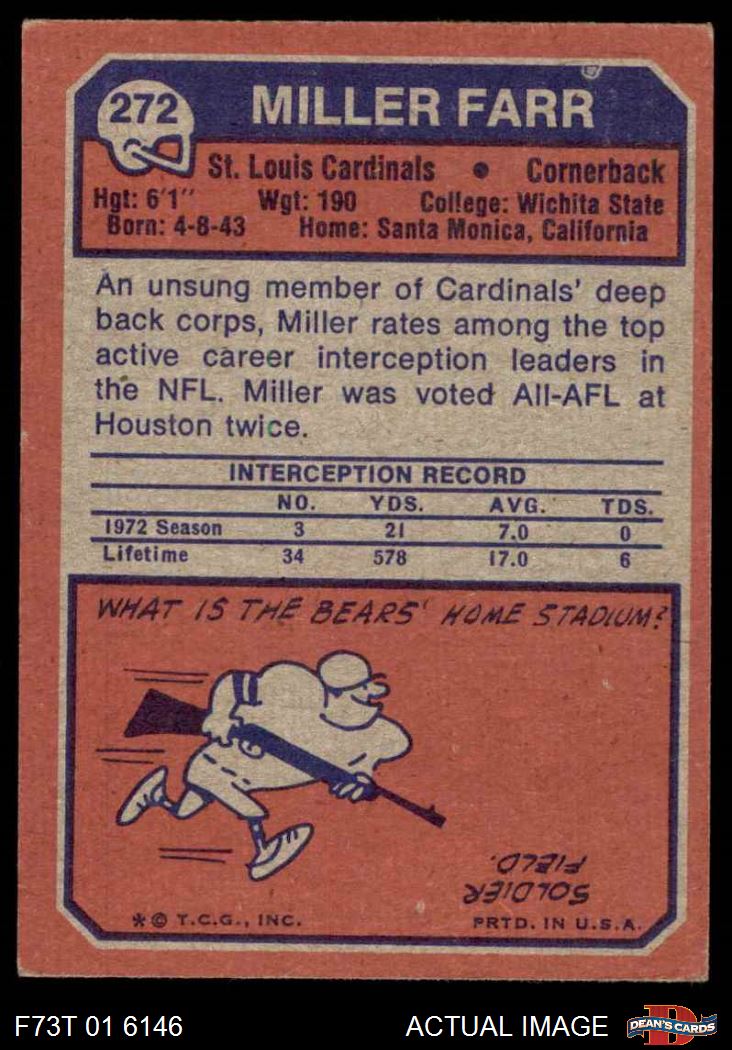 272
MILLER FARR
St. Louis Cardinals • Cornerback
Hgt: 6'1" Wgt: 190 College: Wichita State
Born: 4-8-43 Home: Santa Monica, California
An unsung member of Cardinals' deep
back corps, Miller rates among the top
active career interception leaders in
the NFL. Miller was voted All-AFL at
Houston twice.
INTERCEPTION RECORD
NO. YDS. AVG. TDS.
1972 Season 3 21 7.0 0
Lifetime 34 578 17.0 6
WHAT IS THE BEARS' HOME STADIUM?
SOLDIER
FIELD.
*© T.C.G., INC. PRTD. IN U.S.A.
F73T 01 6146 ACTUAL IMAGE DEAN'S CARDS